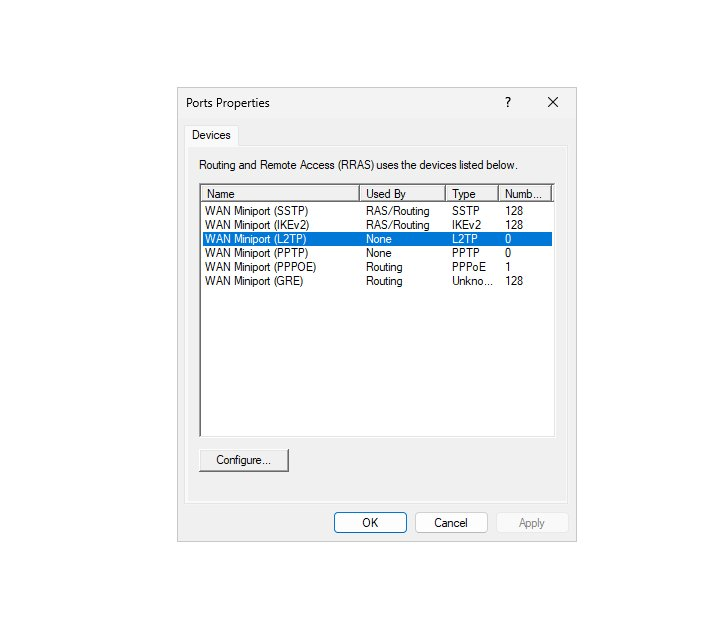 Ports Properties ?
Devices
Routing and Remote Access (RRAS) uses the devices listed below.
Name Used By Type Numb...
WAN Miniport (SSTP) RAS/Routing SSTP 128
WAN Miniport (IKEv2) RAS/Routing IKEv2 128
WAN Miniport (L2TP) None L2TP 0
WAN Miniport (PPTP) None PPTP 0
WAN Miniport (PPPOE) Routing PPPoE 1
WAN Miniport (GRE) Routing Unkno... 128
Configure...
OK Cancel Apply